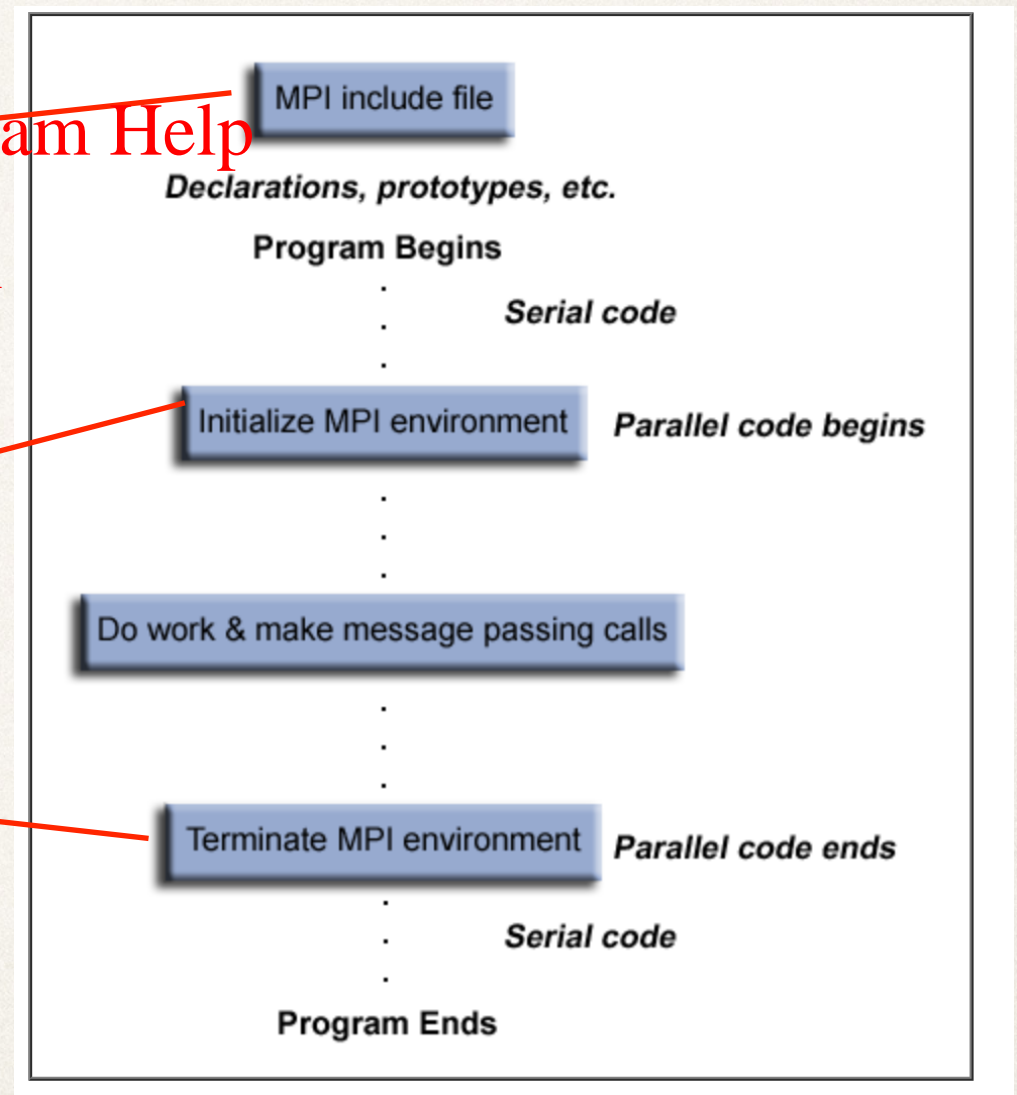 MPI include file
am Help
Declarations, prototypes, etc.
Program Begins
.
Serial code
.
.
Initialize MPI environment
Parallel code begins
.
.
.
Do work & make message passing calls
.
.
.
Terminate MPI environment
Parallel code ends
.
.
Serial code
.
Program Ends